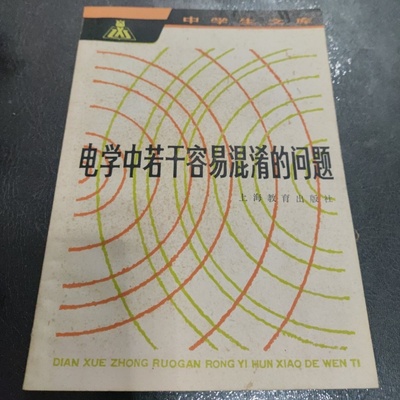 中学生文库
电学中若干容易混淆的问题
上海教育出版社
DIAN XUE ZHONG RUOGAN RONG YI HUN XIAO DE WEN TI